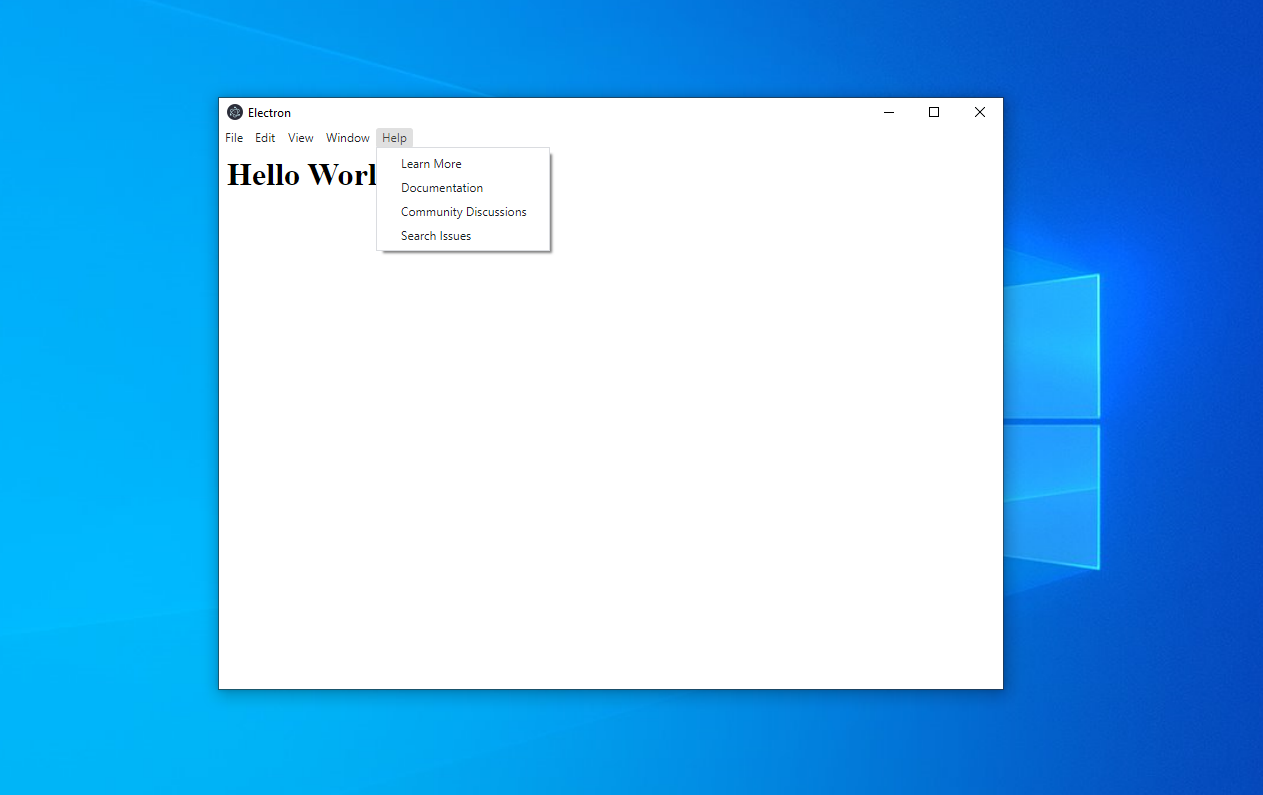 Electron
File Edit View Window Help
Hello Worl
Learn More
Documentation
Community Discussions
Search Issues